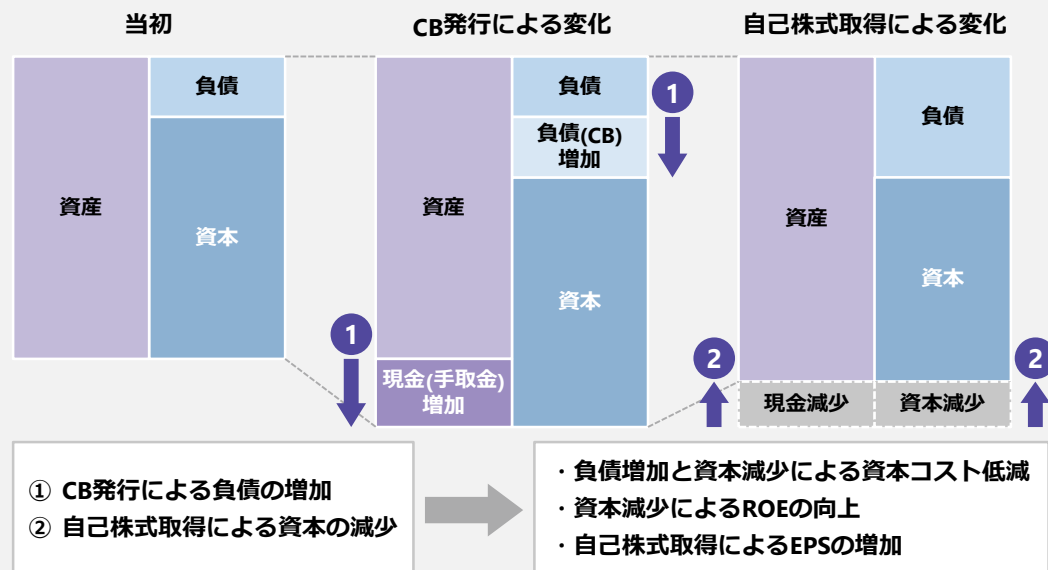 当初
CB発行による変化
自己株式取得による変化
資産
負債
資本
資産
現金(手取金)
増加
負債
負債(CB)
増加
資本
1
1
資産
負債
資本
現金減少
資本減少
2
2
① CB発行による負債の増加
② 自己株式取得による資本の減少
・負債増加と資本減少による資本コスト低減
・資本減少によるROEの向上
・自己株式取得によるEPSの増加